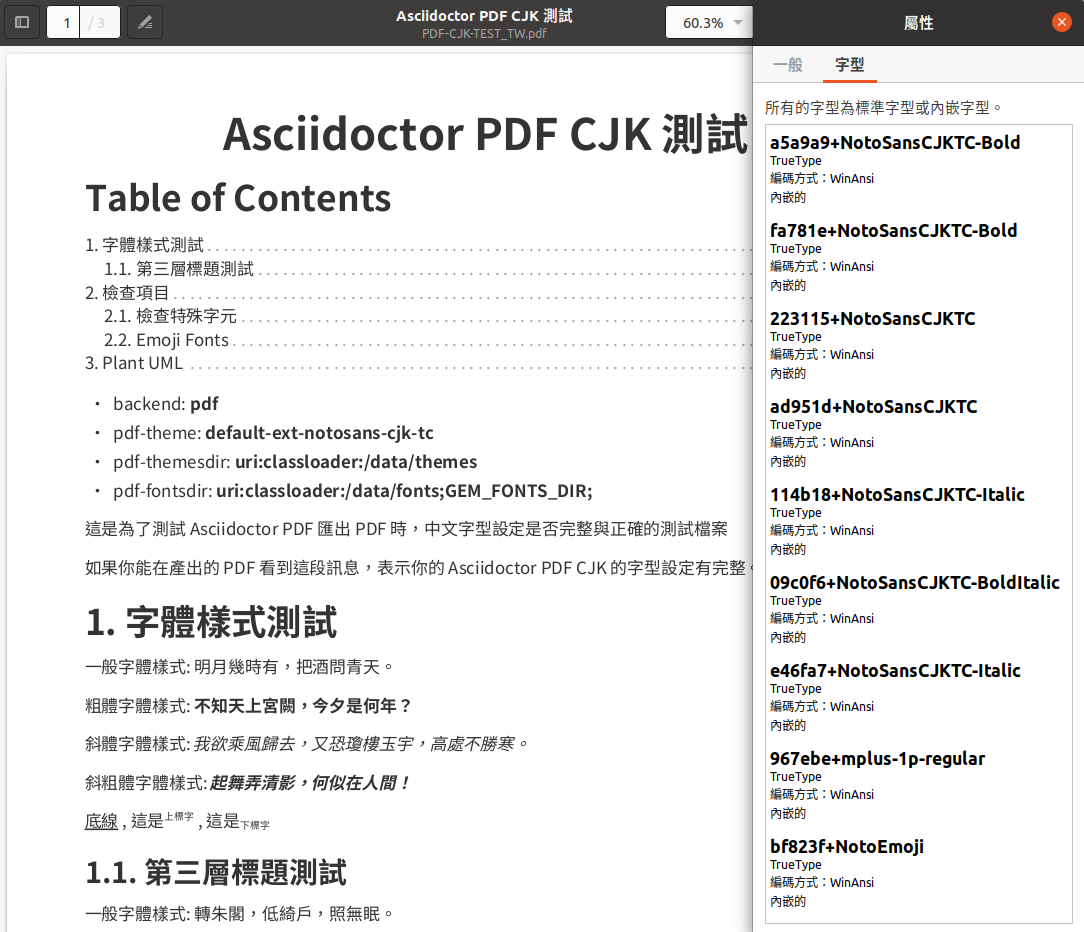 1 / 3
Asciidoctor PDF CJK 測試
PDF-CJK-TEST_TW.pdf
60.3%
Asciidoctor PDF CJK 測試
Table of Contents
1. 字體樣式測試
1.1. 第三層標題測試
2. 檢查項目
2.1. 檢查特殊字元
2.2. Emoji Fonts
3. Plant UML
• backend: pdf
• pdf-theme: default-ext-notosans-cjk-tc
• pdf-themesdir: uri:classloader:/data/themes
• pdf-fontsdir: uri:classloader:/data/fonts;GEM_FONTS_DIR;
這是為了測試 Asciidoctor PDF 匯出 PDF 時，中文字型設定是否完整與正確的測試檔案
如果你能在產出的 PDF 看到這段訊息，表示你的 Asciidoctor PDF CJK 的字型設定有完整。
1. 字體樣式測試
一般字體樣式: 明月幾時有，把酒問青天。
粗體字體樣式: 不知天上宮闕，今夕是何年？
斜體字體樣式: 我欲乘風歸去，又恐瓊樓玉宇，高處不勝寒。
斜粗體字體樣式: 起舞弄清影，何似在人間！
底線 , 這是上標字 , 這是下標字
1.1. 第三層標題測試
一般字體樣式: 轉朱閣，低綺戶，照無眠。
屬性
一般 字型
所有的字型為標準字型或內嵌字型。
a5a9a9+NotoSansCJKTC-Bold
TrueType
編碼方式：WinAnsi
內嵌的
fa781e+NotoSansCJKTC-Bold
TrueType
編碼方式：WinAnsi
內嵌的
223115+NotoSansCJKTC
TrueType
編碼方式：WinAnsi
內嵌的
ad951d+NotoSansCJKTC
TrueType
編碼方式：WinAnsi
內嵌的
114b18+NotoSansCJKTC-Italic
TrueType
編碼方式：WinAnsi
內嵌的
09c0f6+NotoSansCJKTC-BoldItalic
TrueType
編碼方式：WinAnsi
內嵌的
e46fa7+NotoSansCJKTC-Italic
TrueType
編碼方式：WinAnsi
內嵌的
967ebe+mplus-1p-regular
TrueType
編碼方式：WinAnsi
內嵌的
bf823f+NotoEmoji
TrueType
編碼方式：WinAnsi
內嵌的